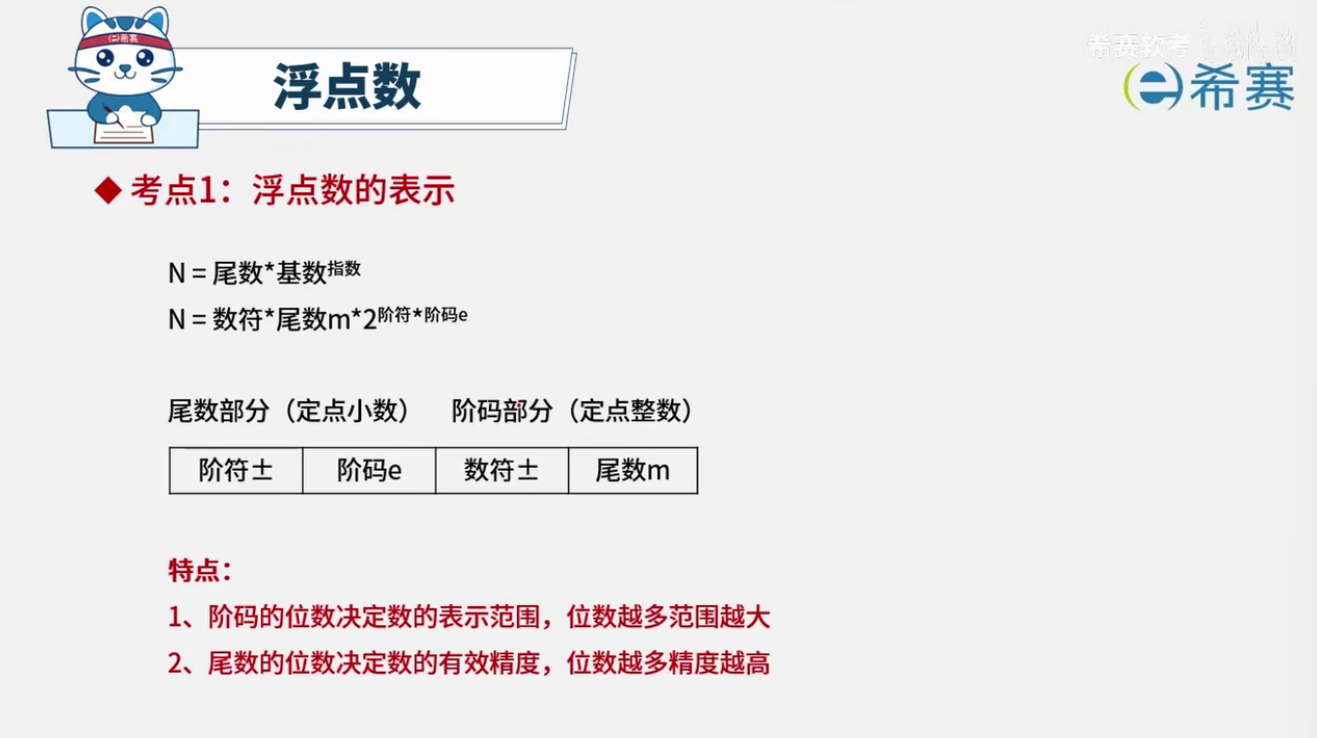 希赛
浮点数
希赛软考
希赛
◆ 考点1：浮点数的表示
N = 尾数*基数指数
N = 数符*尾数m*2阶符*阶码e
尾数部分（定点小数） 阶码部分（定点整数）
阶符± 阶码e 数符± 尾数m
特点：
1、阶码的位数决定数的表示范围，位数越多范围越大
2、尾数的位数决定数的有效精度，位数越多精度越高